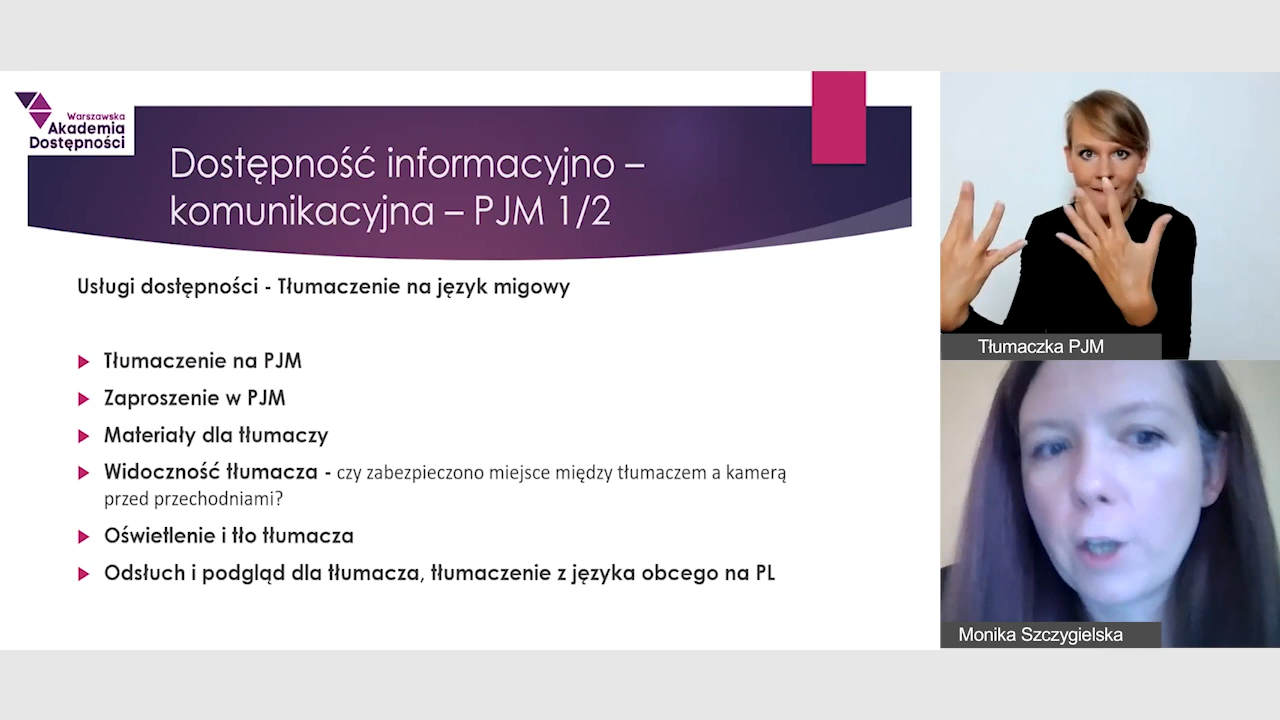 Warszawska
Akademia
Dostępności
Dostępność informacyjno –
komunikacyjna – PJM 1/2
Usługi dostępności - Tłumaczenie na język migowy
Tłumaczenie na PJM
Zaproszenie w PJM
Materiały dla tłumaczy
Widoczność tłumacza - czy zabezpieczono miejsce między tłumaczem a kamerą
przed przechodniami?
Oświetlenie i tło tłumacza
Odsłuch i podgląd dla tłumacza, tłumaczenie z języka obcego na PL
Tłumaczka PJM
Monika Szczygielska